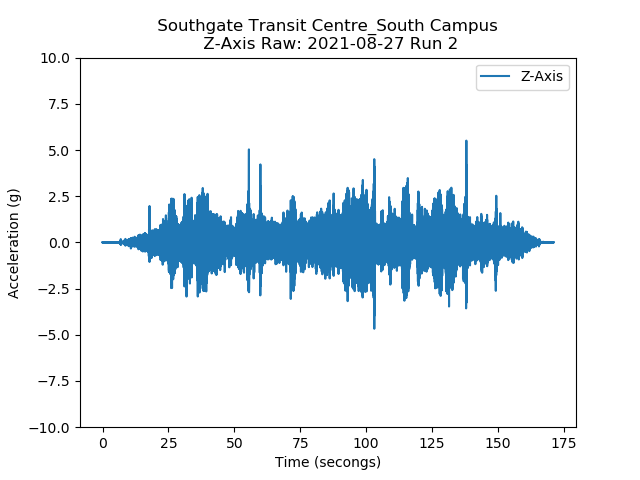 Southgate Transit Centre_South Campus
Z-Axis Raw: 2021-08-27 Run 2
Z-Axis
10.0
7.5
5.0
2.5
0.0
−2.5
−5.0
−7.5
−10.0
Acceleration (g)
0 25 50 75 100 125 150 175
Time (secongs)